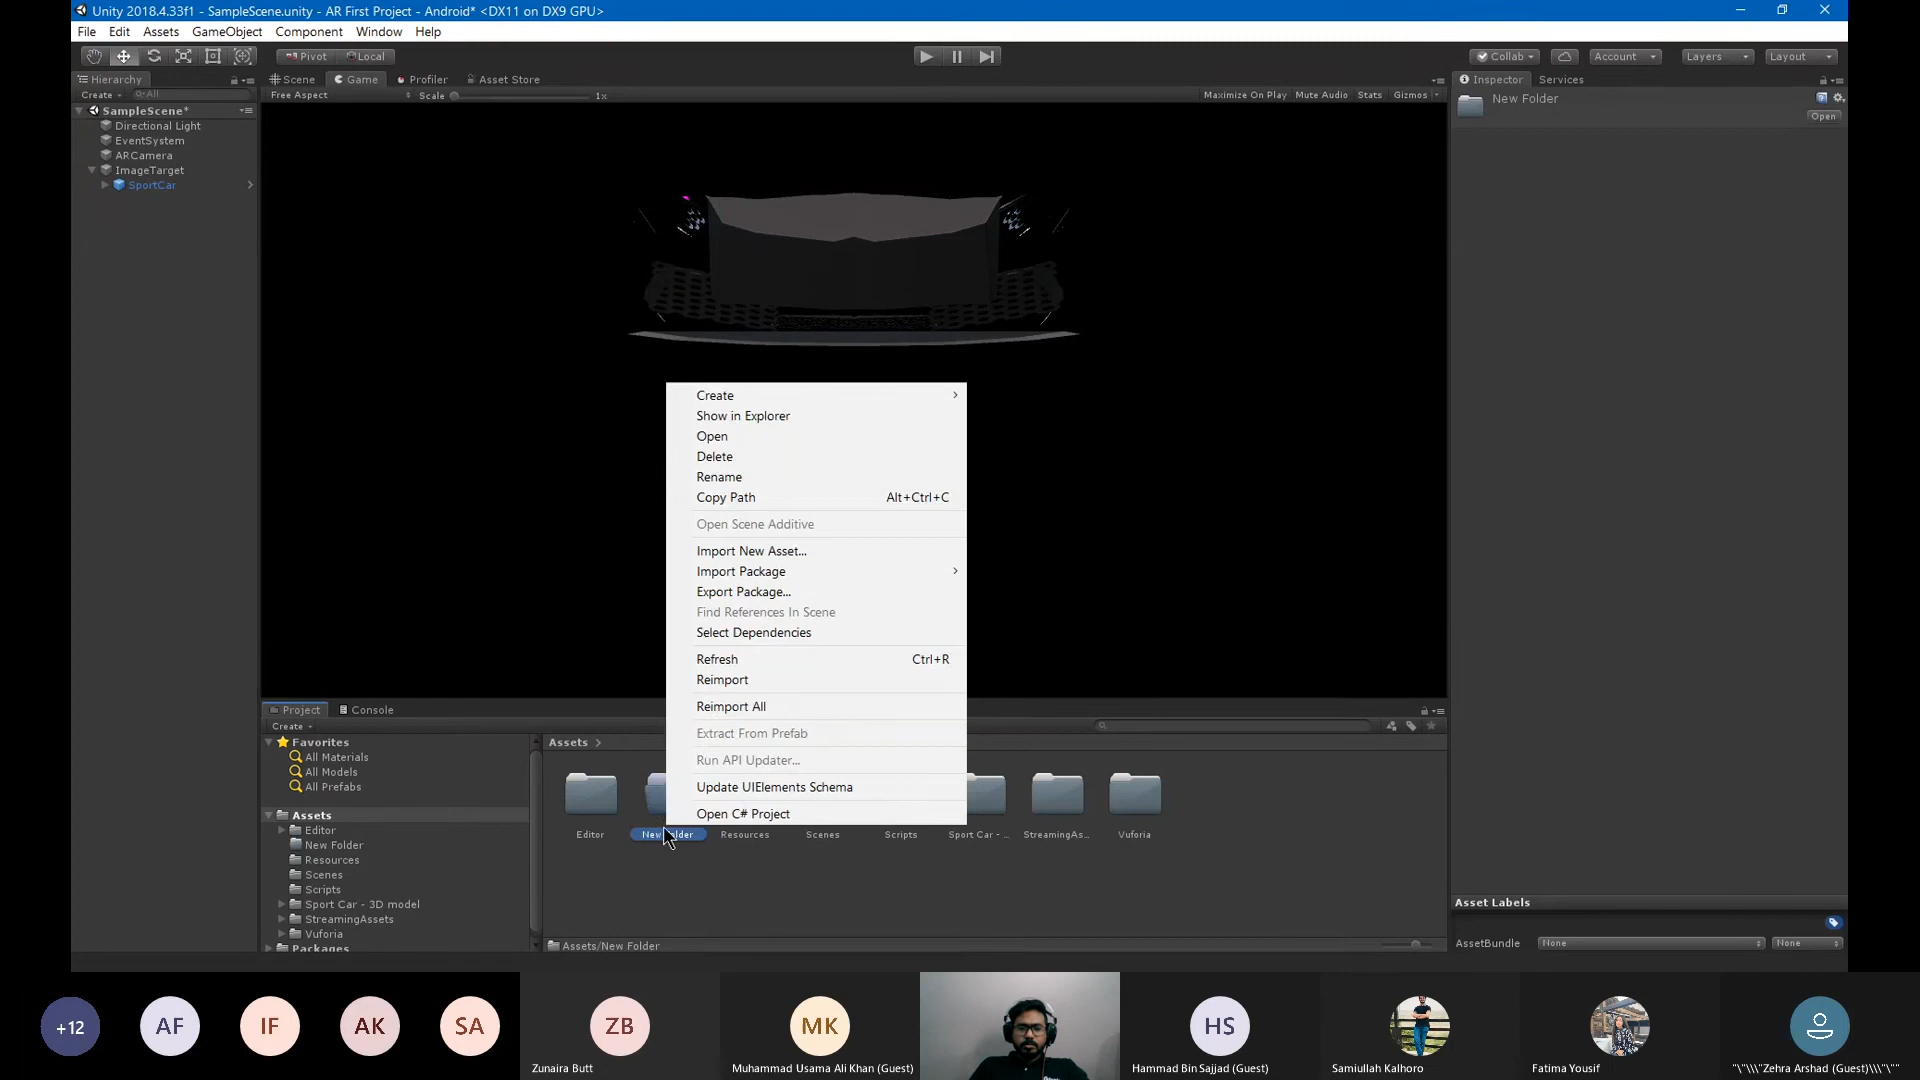 Unity 2018.4.33f1 - SampleScene.unity - AR First Project - Android* <DX11 on DX9 GPU>
File Edit Assets GameObject Component Window Help
Pivot Local
Collab Account Layers Layout
Hierarchy
Scene Game Profiler Asset Store
Inspector Services
Create All
Free Aspect Scale 1x
Maximize On Play Mute Audio Stats Gizmos
New Folder
Open
SampleScene*
Directional Light
EventSystem
ARCamera
ImageTarget
SportCar
Create
Show in Explorer
Open
Delete
Rename
Copy Path Alt+Ctrl+C
Open Scene Additive
Import New Asset...
Import Package
Export Package...
Find References In Scene
Select Dependencies
Refresh Ctrl+R
Reimport
Reimport All
Extract From Prefab
Run API Updater...
Update UIElements Schema
Open C# Project
Project Console
Create
Favorites
All Materials
All Models
All Prefabs
Assets
Editor
New Folder
Resources
Scenes
Scripts
Sport Car - 3D model
StreamingAssets
Vuforia
Packages
Assets
Editor
Resources Scenes Scripts Sport Car - ... StreamingAs... Vuforia
Assets/New Folder
Asset Labels
AssetBundle None None
+12 AF IF AK SA ZB MK HS
Zunaira Butt Muhammad Usama Ali Khan (Guest) Hammad Bin Sajjad (Guest) Samiullah Kalhoro Fatima Yousif "\"\\\"Zehra Arshad (Guest)\\\"\""